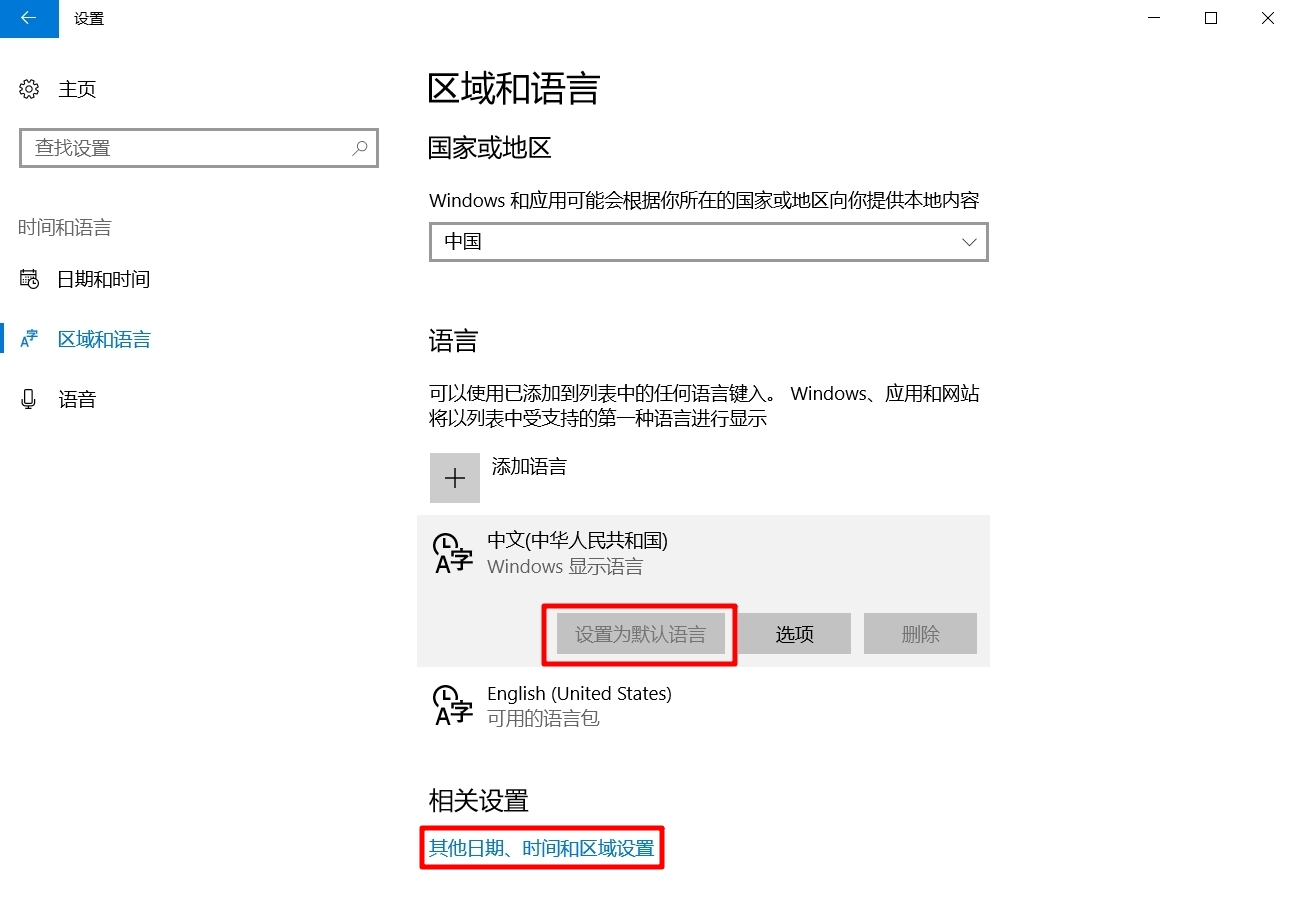 设置
主页
查找设置
时间和语言
日期和时间
区域和语言
语音
区域和语言
国家或地区
Windows 和应用可能会根据你所在的国家或地区向你提供本地内容
中国
语言
可以使用已添加到列表中的任何语言键入。 Windows、应用和网站
将以列表中受支持的第一种语言进行显示
添加语言
中文(中华人民共和国)
Windows 显示语言
设置为默认语言 选项 删除
English (United States)
可用的语言包
相关设置
其他日期、时间和区域设置